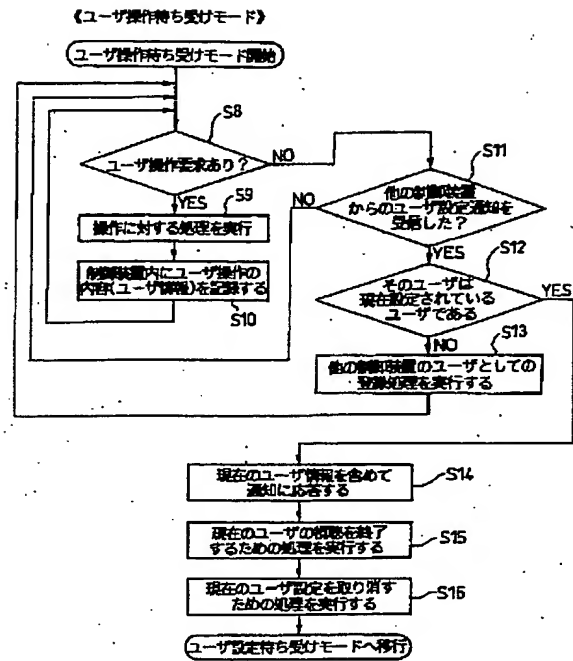 《ユーザ操作待ち受けモード》
ユーザ操作待ち受けモード開始
S8
ユーザ操作要求あり？
NO
YES
S9
操作に対する処理を実行
制御装置内にユーザ操作の
内容(ユーザ情報)を記録する
S10
S11
他の制御装置
からのユーザ設定通知を
受信した？
NO
YES
S12
そのユーザは
現在設定されている
ユーザである
YES
NO
S13
他の制御装置のユーザとしての
登録処理を実行する
現在のユーザ情報を含めて
通知に応答する
S14
現在のユーザの視聴を終了
するための処理を実行する
S15
現在のユーザ設定を取り消す
ための処理を実行する
S16
ユーザ設定待ち受けモードへ移行